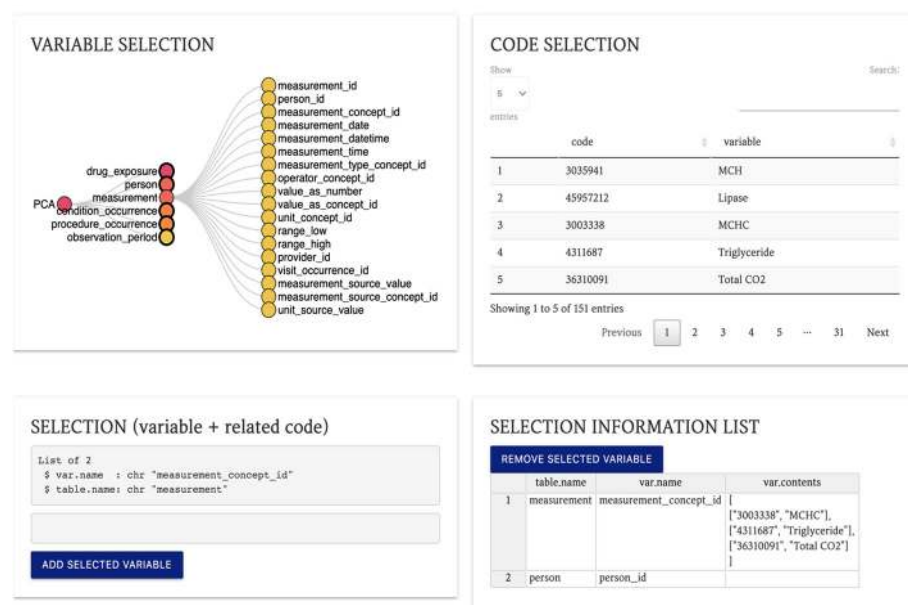 VARIABLE SELECTION
measurement_id
person_id
measurement_concept_id
measurement_date
measurement_datetime
measurement_time
measurement_type_concept_id
operator_concept_id
value_as_number
value_as_concept_id
unit_concept_id
range_low
range_high
provider_id
visit_occurrence_id
measurement_source_value
measurement_source_concept_id
unit_source_value
drug_exposure
person
measurement
PCA
condition_occurrence
procedure_occurrence
observation_period
CODE SELECTION
Show
Search:
5
entries
code variable
1 3035941 MCH
2 45957212 Lipase
3 3003338 MCHC
4 4311687 Triglyceride
5 36310091 Total CO2
Showing 1 to 5 of 151 entries
Previous 1 2 3 4 5 ... 31 Next
SELECTION (variable + related code)
List of 2
$ var.name : chr "measurement_concept_id"
$ table.name: chr "measurement"
ADD SELECTED VARIABLE
SELECTION INFORMATION LIST
REMOVE SELECTED VARIABLE
table.name var.name var.contents
1 measurement measurement_concept_id [
["3003338", "MCHC"],
["4311687", "Triglyceride"],
["36310091", "Total CO2"]
]
2 person person_id